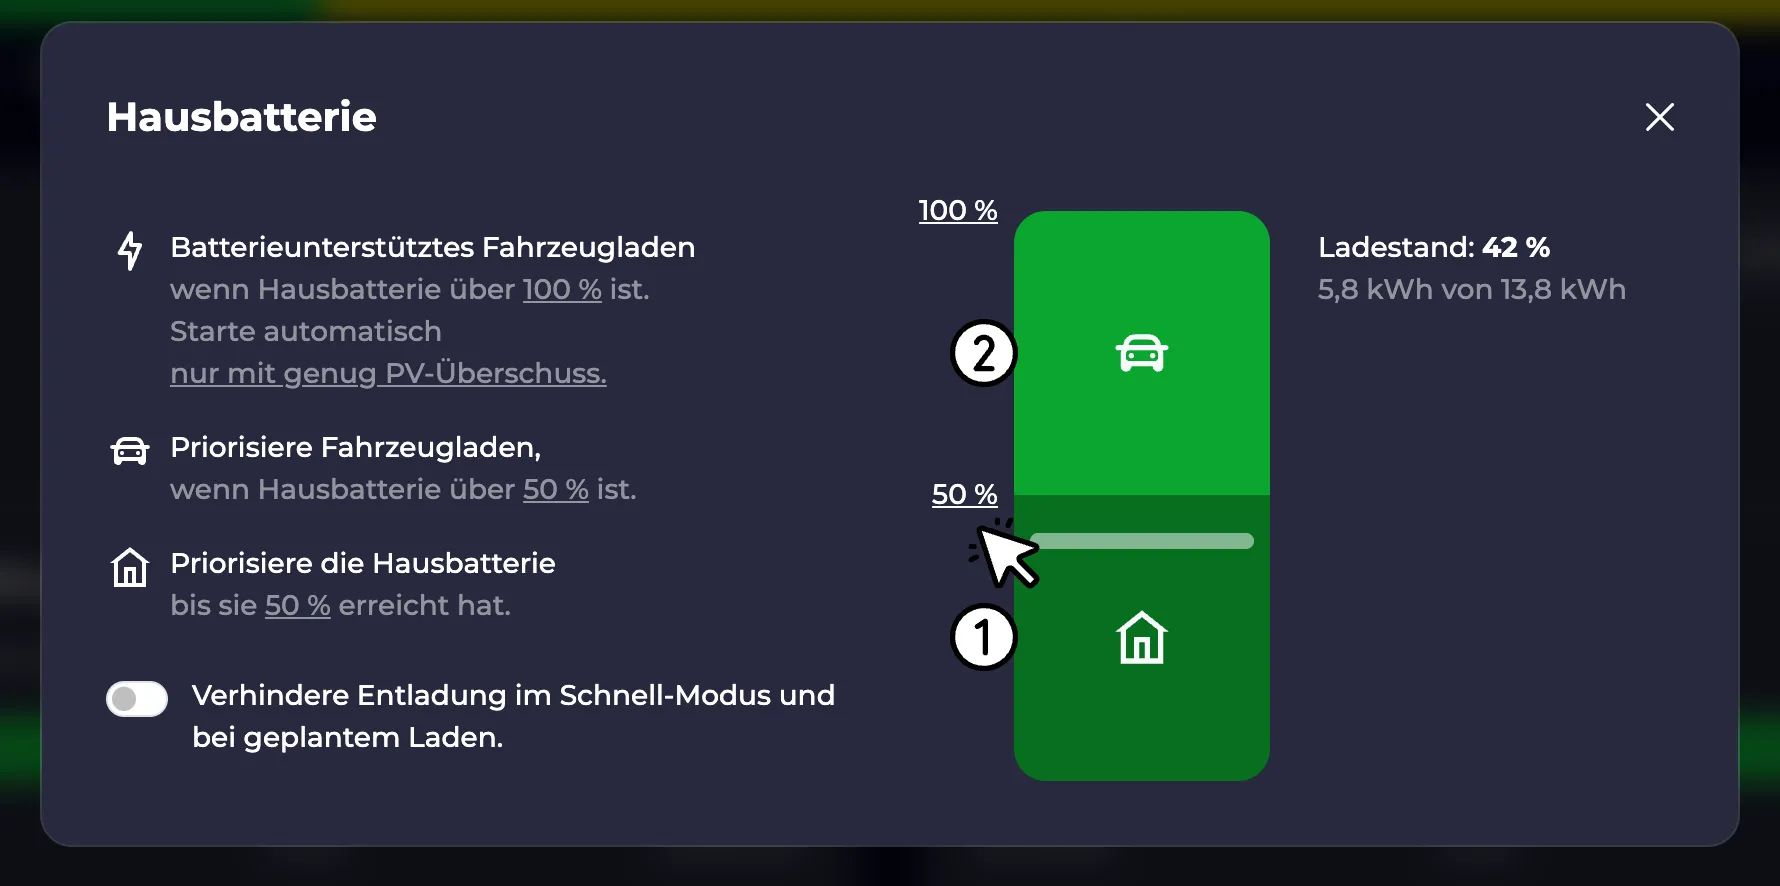 Hausbatterie
Batterieunterstütztes Fahrzeugladen
wenn Hausbatterie über 100 % ist.
Starte automatisch
nur mit genug PV-Überschuss.
Priorisiere Fahrzeugladen,
wenn Hausbatterie über 50 % ist.
Priorisiere die Hausbatterie
bis sie 50 % erreicht hat.
Verhindere Entladung im Schnell-Modus und
bei geplantem Laden.
100 %
2
50 %
1
Ladestand: 42 %
5,8 kWh von 13,8 kWh